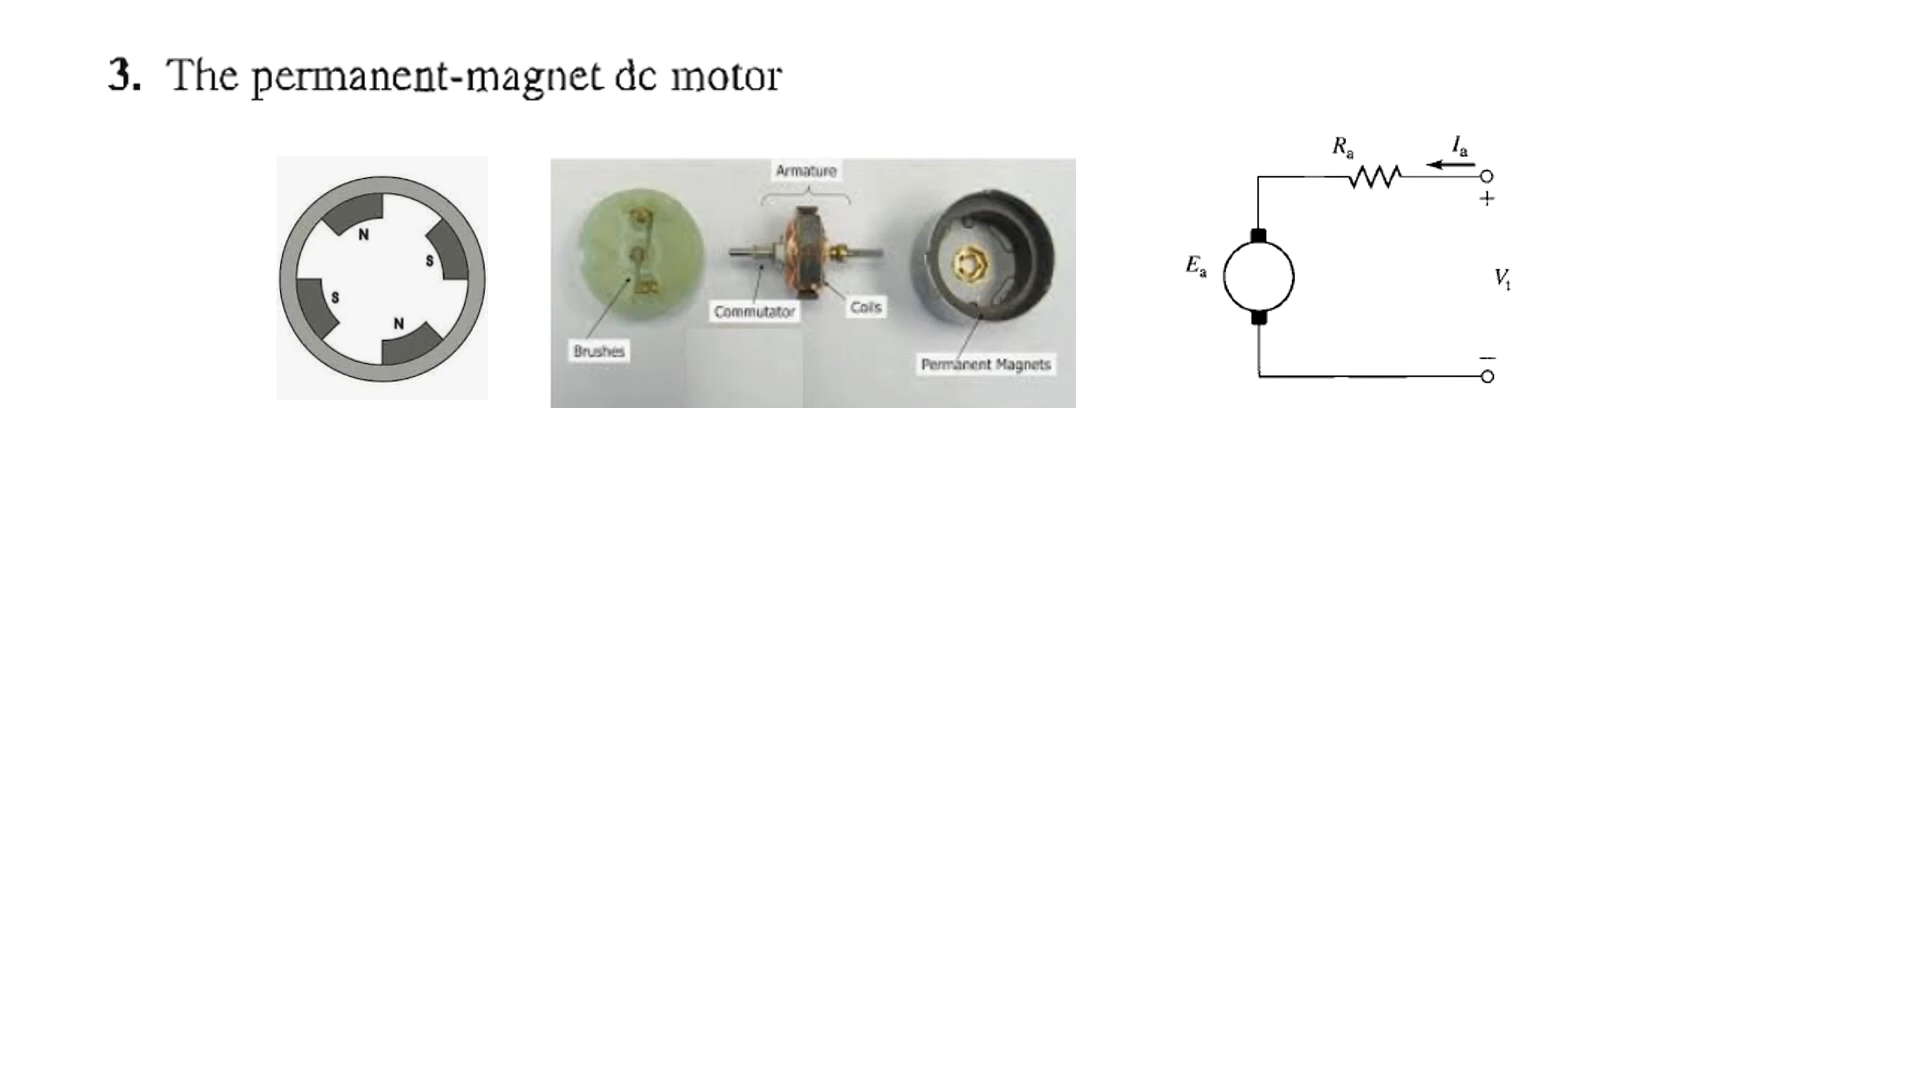 3. The permanent-magnet dc motor
N
S
S
N
Armature
Commutator
Coils
Brushes
Permanent Magnets
Ra
Ia
+
Ea
Vt
−